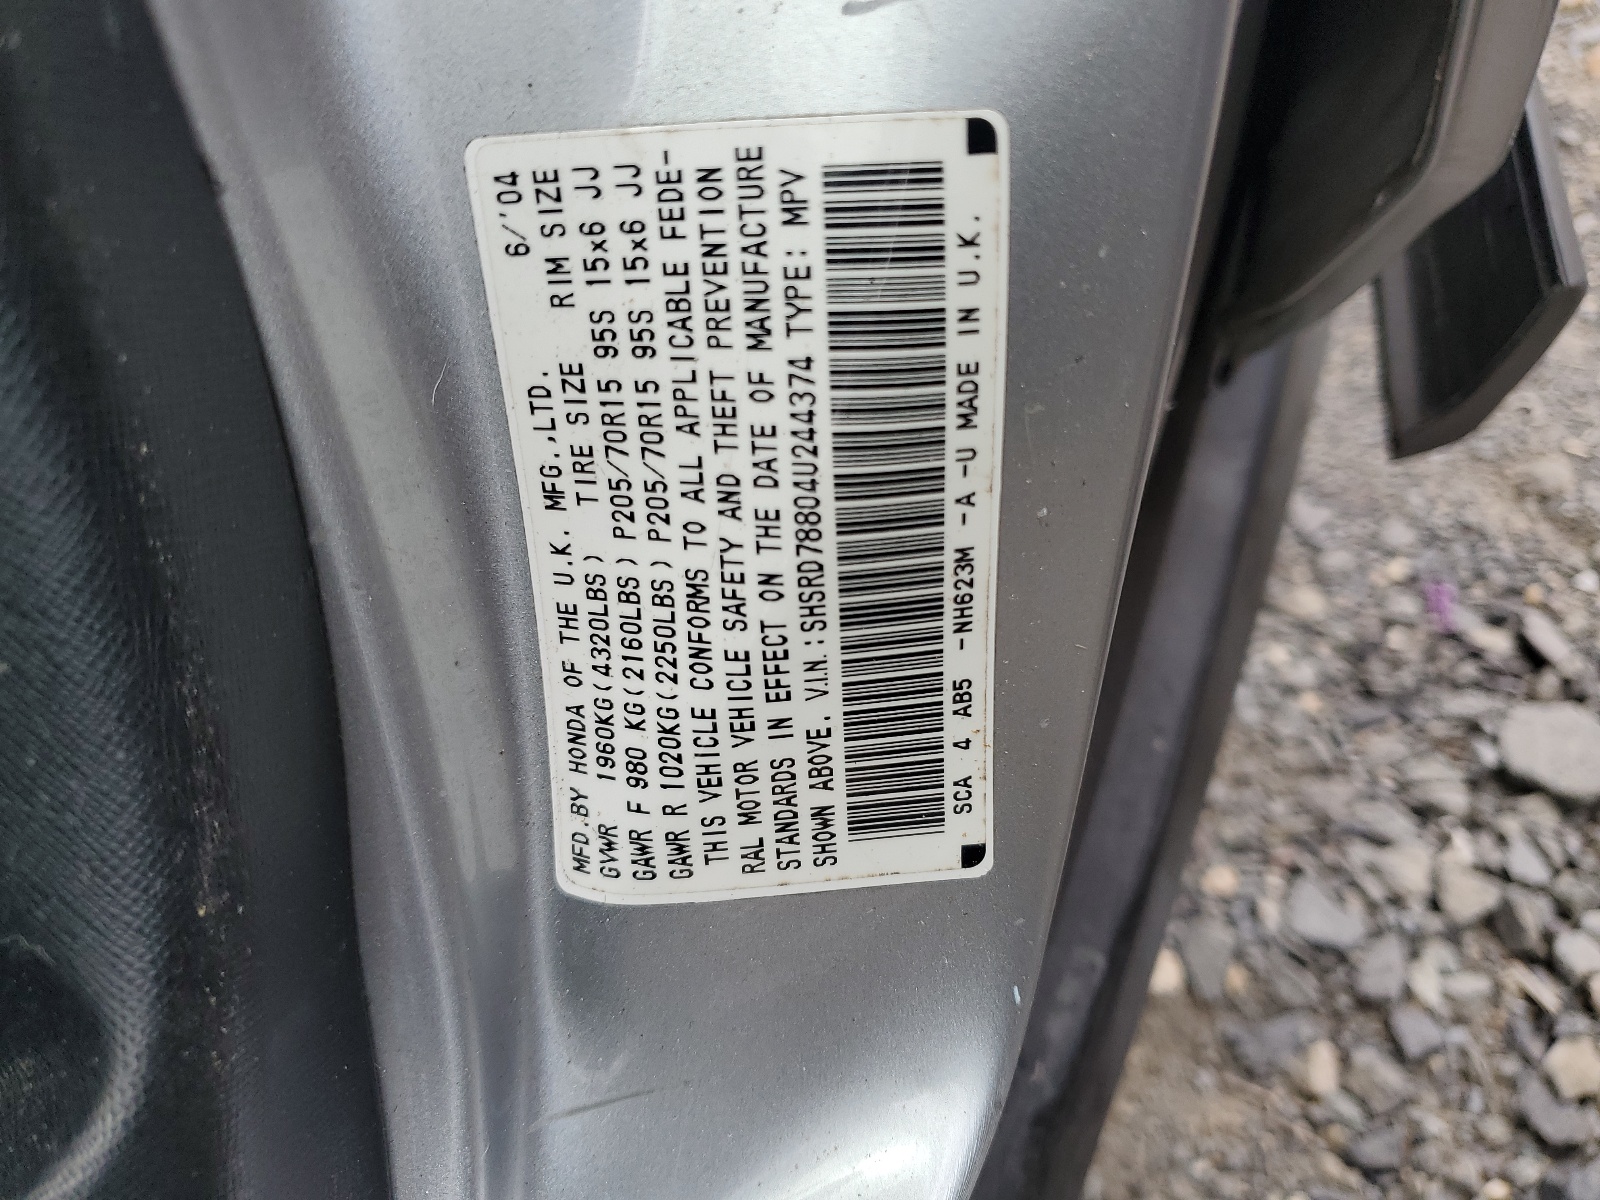 6/'04
MFD.BY HONDA OF THE U.K. MFG.,LTD.
GVWR 1960KG(4320LBS) TIRE SIZE RIM SIZE
GAWR F 980 KG(2160LBS) P205/70R15 95S 15x6 JJ
GAWR R 1020KG(2250LBS) P205/70R15 95S 15x6 JJ
THIS VEHICLE CONFORMS TO ALL APPLICABLE FEDE-
RAL MOTOR VEHICLE SAFETY AND THEFT PREVENTION
STANDARDS IN EFFECT ON THE DATE OF MANUFACTURE
SHOWN ABOVE. V.I.N.:SHSRD78804U244374 TYPE: MPV
SCA 4 AB5 -NH623M -A -U MADE IN U.K.